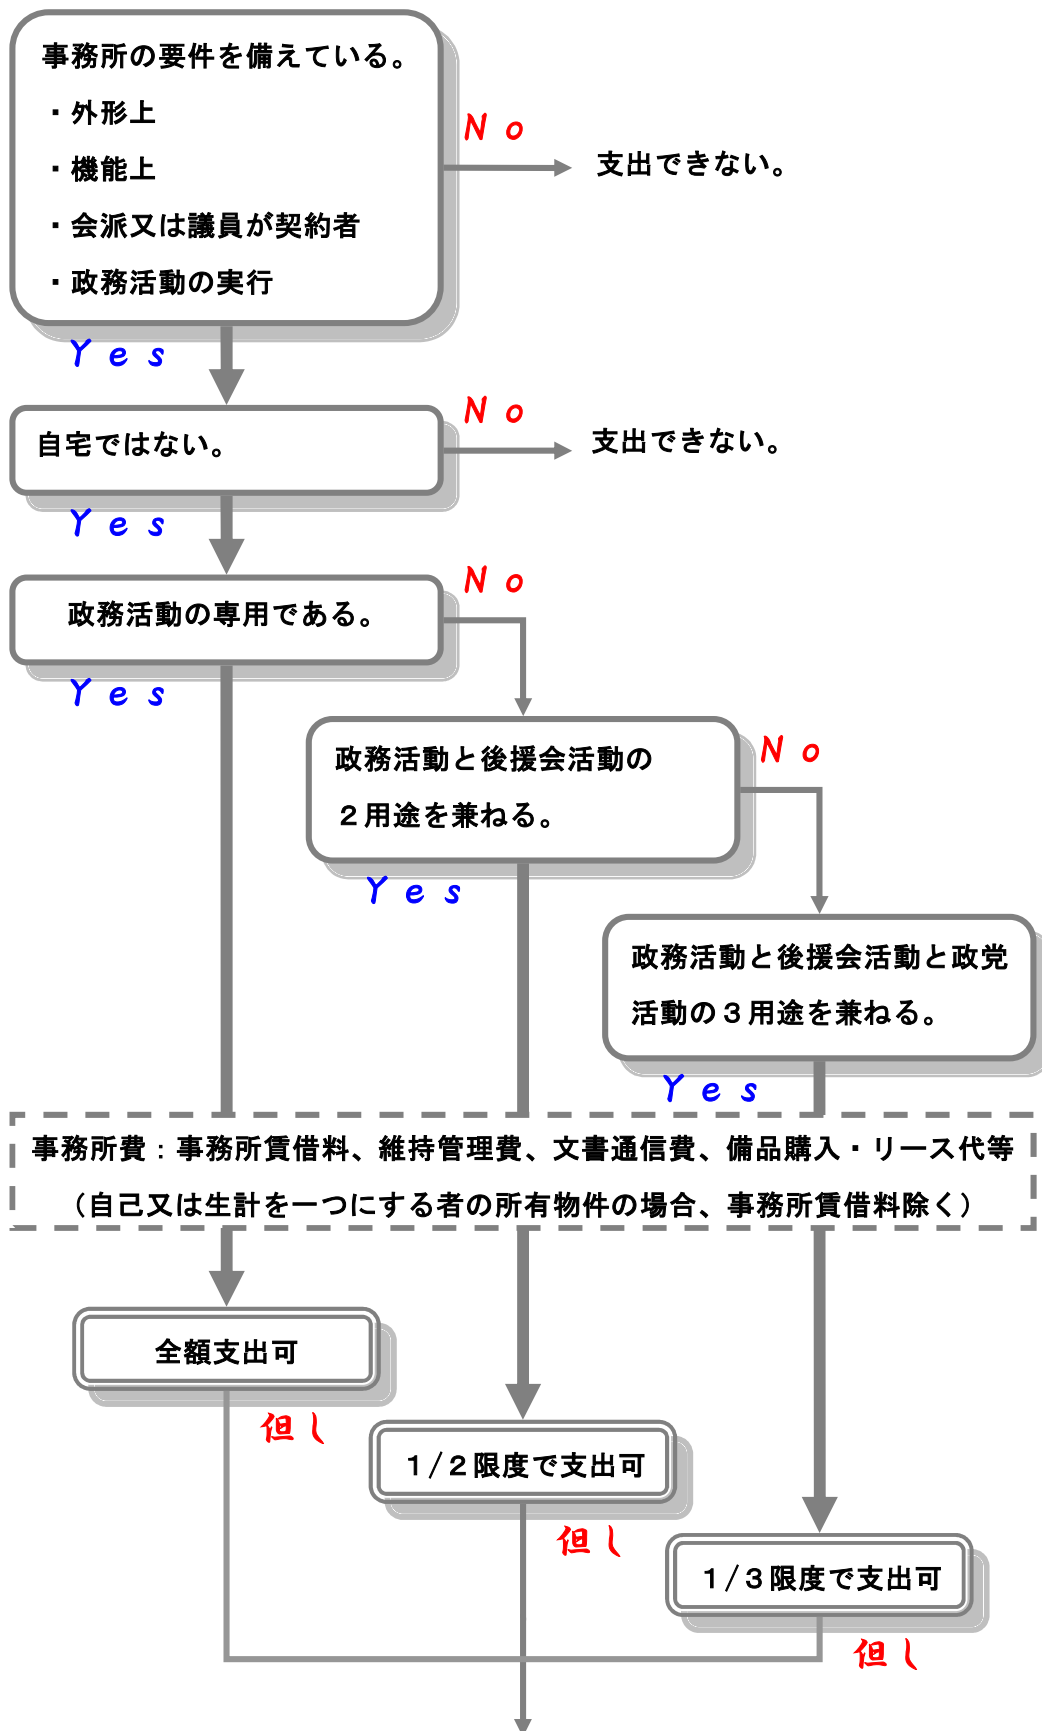 事務所の要件を備えている。
・外形上
・機能上
・会派又は議員が契約者
・政務活動の実行
No
支出できない。
Yes
自宅ではない。
No
支出できない。
Yes
政務活動の専用である。
No
Yes
政務活動と後援会活動の
２用途を兼ねる。
No
Yes
政務活動と後援会活動と政党
活動の３用途を兼ねる。
Yes
事務所費：事務所賃借料、維持管理費、文書通信費、備品購入・リース代等
（自己又は生計を一つにする者の所有物件の場合、事務所賃借料除く）
全額支出可
但し
１/２限度で支出可
但し
１/３限度で支出可
但し